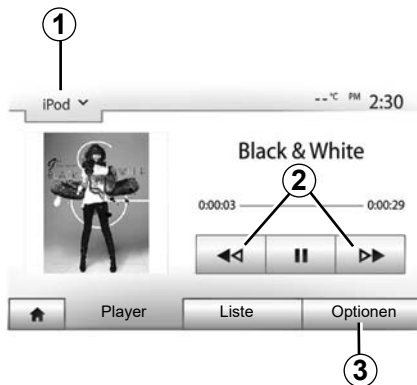 1
iPod
--°C PM 2:30
Black & White
2
0:00:03 0:00:29
Player Liste Optionen
3